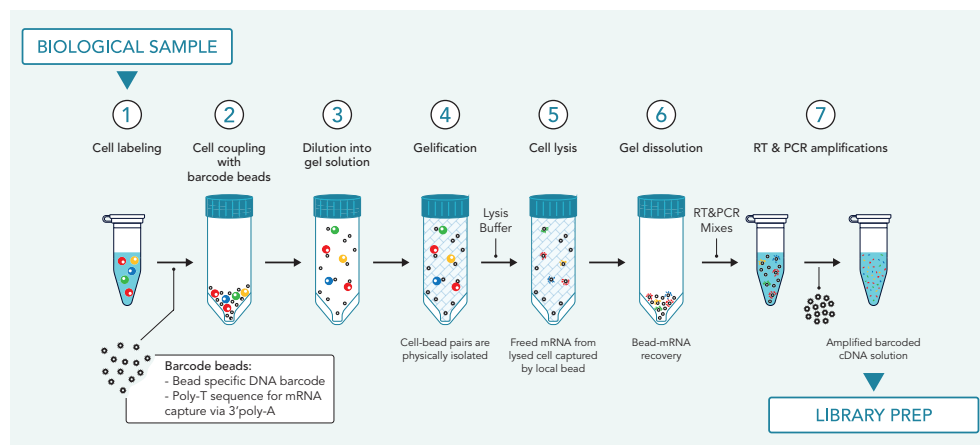 BIOLOGICAL SAMPLE
1
Cell labeling
2
Cell coupling
with
barcode beads
3
Dilution into
gel solution
4
Gelification
5
Cell lysis
6
Gel dissolution
7
RT & PCR amplifications
Lysis
Buffer
RT&PCR
Mixes
Cell-bead pairs are
physically isolated
Freed mRNA from
lysed cell captured
by local bead
Bead-mRNA
recovery
Amplified barcoded
cDNA solution
Barcode beads:
- Bead specific DNA barcode
- Poly-T sequence for mRNA
capture via 3'poly-A
LIBRARY PREP